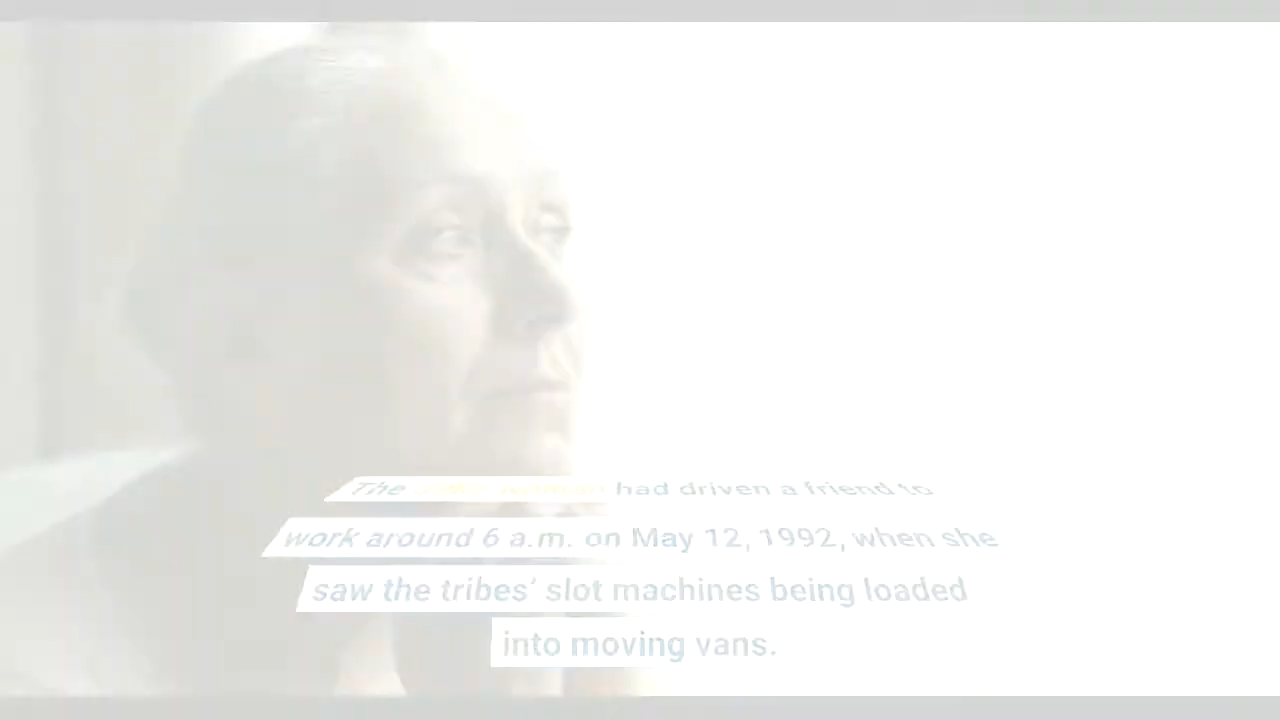 The woman had driven a friend to
work around 6 a.m. on May 12, 1992, when she
saw the tribes' slot machines being loaded
into moving vans.